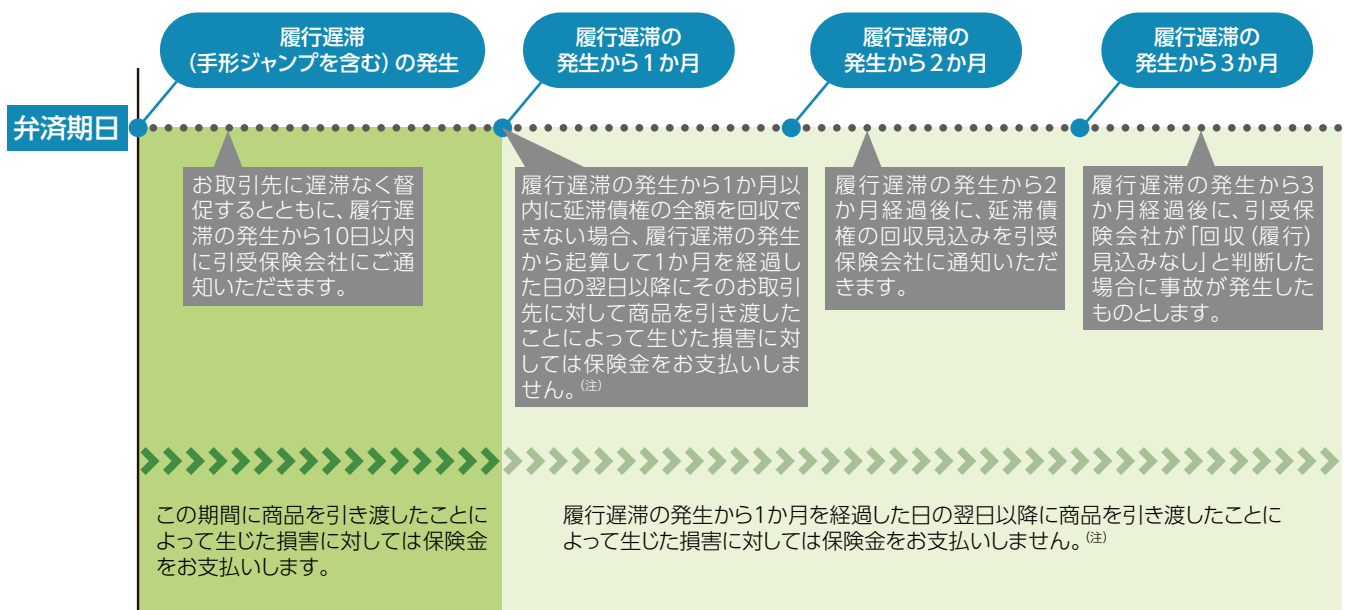 履行遅滞
(手形ジャンプを含む)の発生
履行遅滞の
発生から1か月
履行遅滞の
発生から2か月
履行遅滞の
発生から3か月
弁済期日
お取引先に遅滞なく督
促するとともに、履行遅
滞の発生から10日以内
に引受保険会社にご通
知いただきます。
履行遅滞の発生から1か月以
内に延滞債権の全額を回収で
きない場合、履行遅滞の発生
から起算して1か月を経過し
た日の翌日以降にそのお取引
先に対して商品を引き渡した
ことによって生じた損害に対
しては保険金をお支払いしま
せん。(注)
履行遅滞の発生から2
か月経過後に、延滞債
権の回収見込みを引受
保険会社に通知いただ
きます。
履行遅滞の発生から3
か月経過後に、引受保
険会社が「回収(履行)
見込みなし」と判断した
場合に事故が発生した
ものとします。
この期間に商品を引き渡したことに
よって生じた損害に対しては保険金
をお支払いします。
履行遅滞の発生から1か月を経過した日の翌日以降に商品を引き渡したことに
よって生じた損害に対しては保険金をお支払いしません。(注)